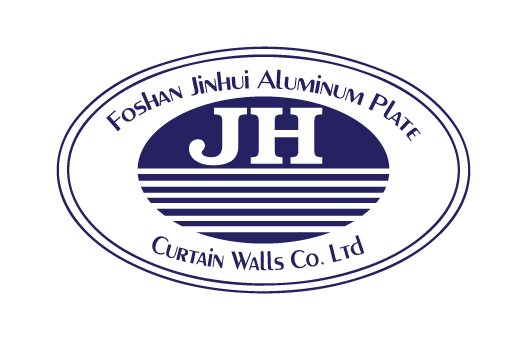 Foshan Jinhui Aluminum Plate
JH
Curtain Walls Co. Ltd